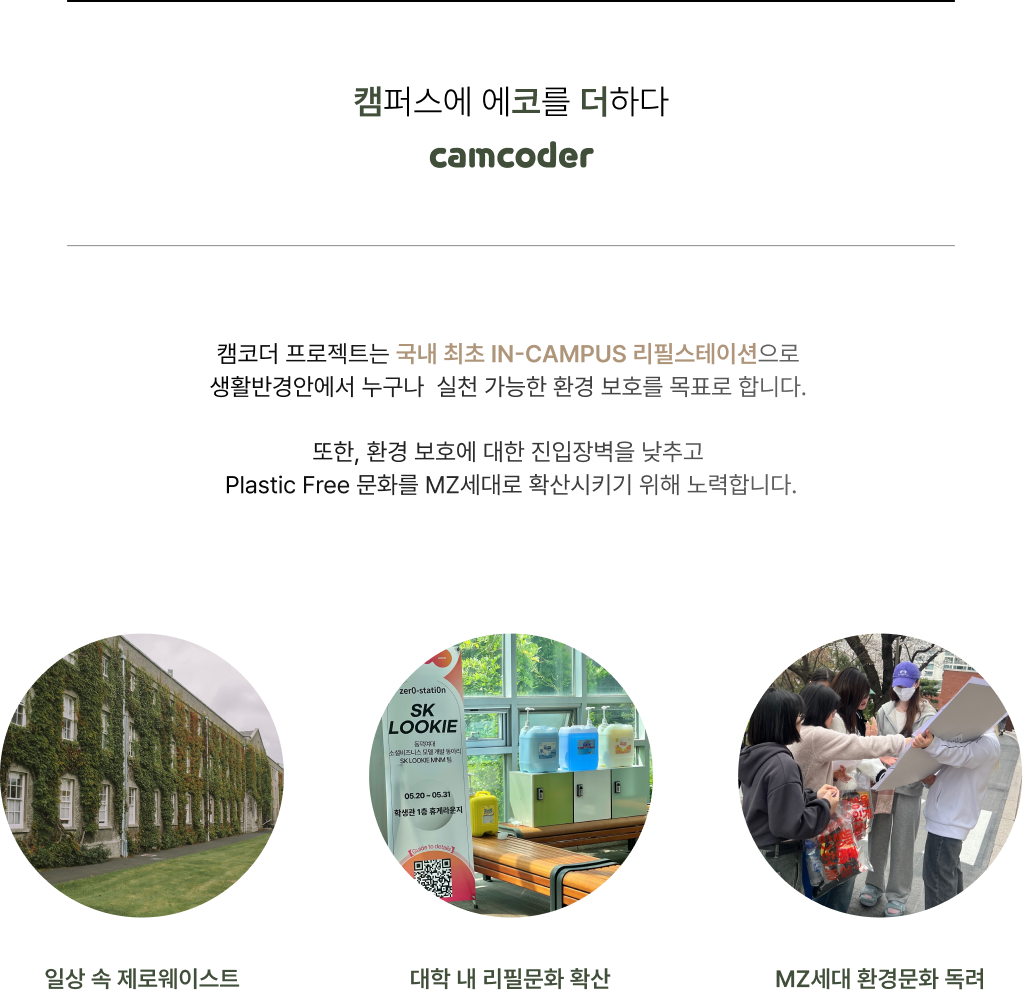 캠퍼스에 에코를 더하다
camcoder
캠코더 프로젝트는 국내 최초 IN-CAMPUS 리필스테이션으로
생활반경안에서 누구나 실천 가능한 환경 보호를 목표로 합니다.
또한, 환경 보호에 대한 진입장벽을 낮추고
Plastic Free 문화를 MZ세대로 확산시키기 위해 노력합니다.
zer0-stati0n
SK
LOOKIE
동덕여대
소셜비즈니스 모델 개발 동아리
SK LOOKIE MNM 팀
05.20 ~ 05.31
학생관 1층 휴게라운지
【Guide to details】
일상 속 제로웨이스트
대학 내 리필문화 확산
MZ세대 환경문화 독려